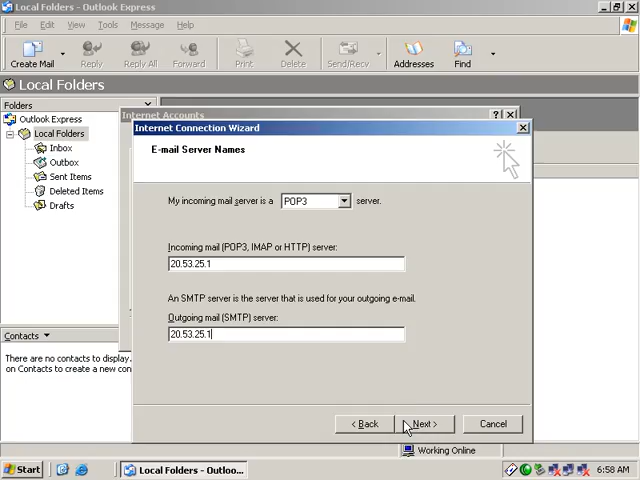 Local Folders - Outlook Express
File Edit View Tools Message Help
Create Mail Reply Reply All Forward Print Delete Send/Recv Addresses Find
Local Folders
Folders
Outlook Express
Local Folders
Inbox
Outbox
Sent Items
Deleted Items
Drafts
Contacts
There are no contacts to display.
on Contacts to create a new con
Internet Accounts
Internet Connection Wizard
E-mail Server Names
My incoming mail server is a POP3 server.
Incoming mail (POP3, IMAP or HTTP) server:
20.53.25.1
An SMTP server is the server that is used for your outgoing e-mail.
Outgoing mail (SMTP) server:
20.53.25.1
< Back Next > Cancel
Working Online
Start Local Folders - Outloo... 6:58 AM